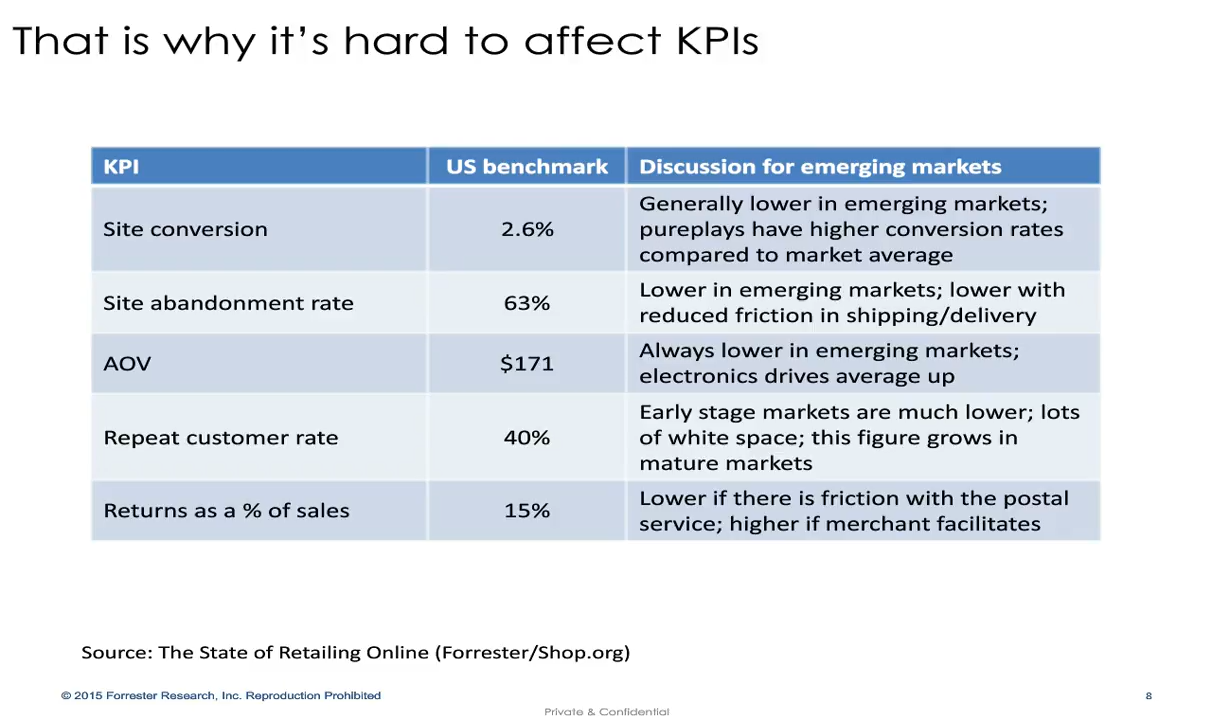 That is why it's hard to affect KPIs
KPI
US benchmark
Discussion for emerging markets
Site conversion
2.6%
Generally lower in emerging markets;
pureplays have higher conversion rates
compared to market average
Site abandonment rate
63%
Lower in emerging markets; lower with
reduced friction in shipping/delivery
AOV
$171
Always lower in emerging markets;
electronics drives average up
Repeat customer rate
40%
Early stage markets are much lower; lots
of white space; this figure grows in
mature markets
Returns as a % of sales
15%
Lower if there is friction with the postal
service; higher if merchant facilitates
Source: The State of Retailing Online (Forrester/Shop.org)
© 2015 Forrester Research, Inc. Reproduction Prohibited
8
Private & Confidential